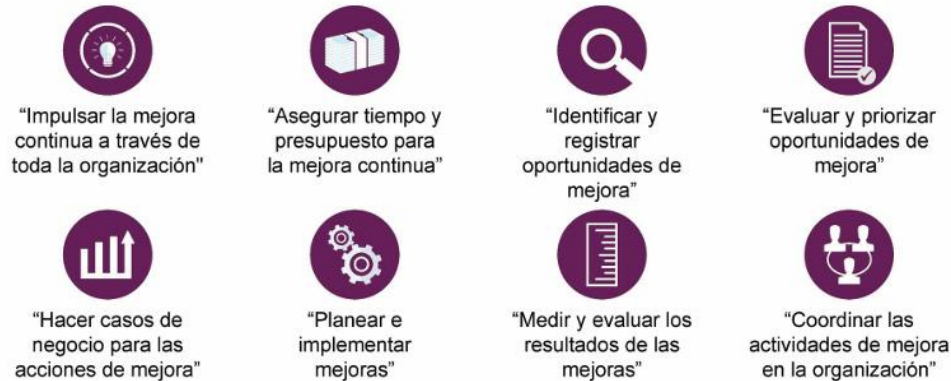 “Impulsar la mejora
continua a través de
toda la organización"
“Asegurar tiempo y
presupuesto para
la mejora continua”
“Identificar y
registrar
oportunidades de
mejora”
“Evaluar y priorizar
oportunidades de
mejora”
“Hacer casos de
negocio para las
acciones de mejora”
“Planear e
implementar
mejoras”
“Medir y evaluar los
resultados de las
mejoras”
“Coordinar las
actividades de mejora
en la organización”